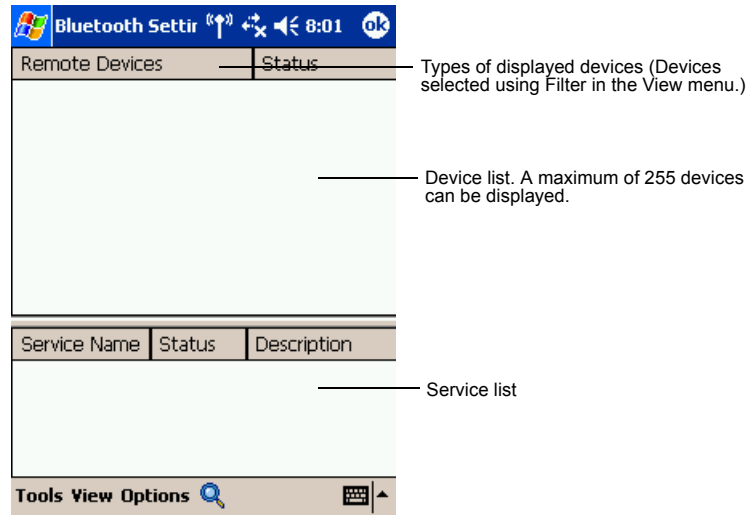 Bluetooth Settir 8:01 ok
Remote Devices Status
Types of displayed devices (Devices
selected using Filter in the View menu.)
Device list. A maximum of 255 devices
can be displayed.
Service Name Status Description
Service list
Tools View Options